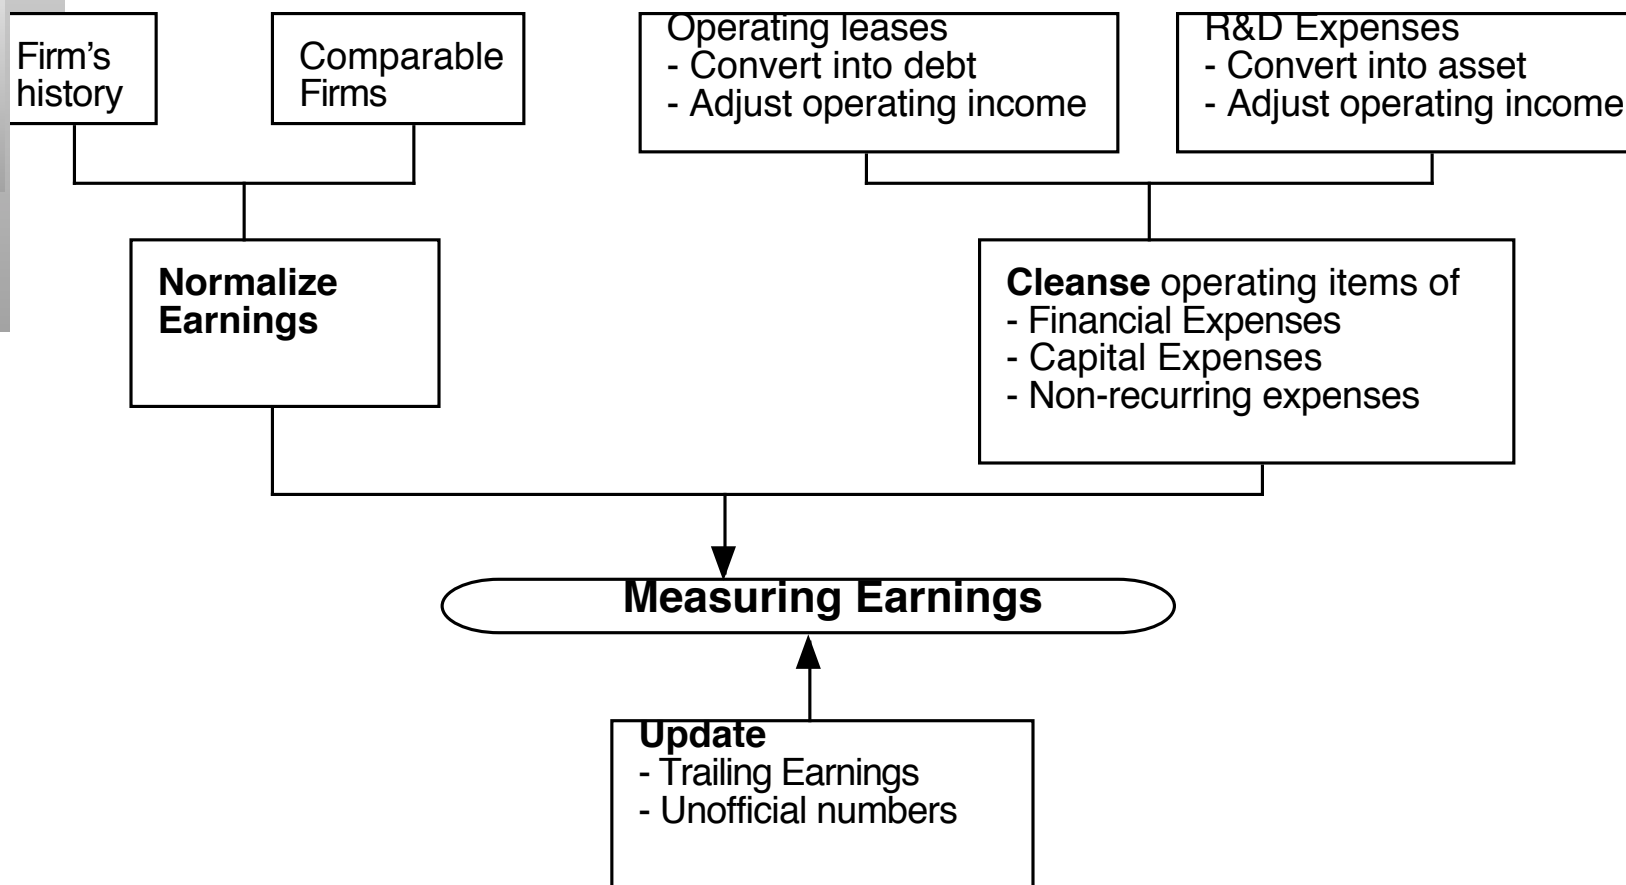 Firm's
history
Comparable
Firms
Operating leases
- Convert into debt
- Adjust operating income
R&D Expenses
- Convert into asset
- Adjust operating income
Normalize
Earnings
Cleanse operating items of
- Financial Expenses
- Capital Expenses
- Non-recurring expenses
Measuring Earnings
Update
- Trailing Earnings
- Unofficial numbers